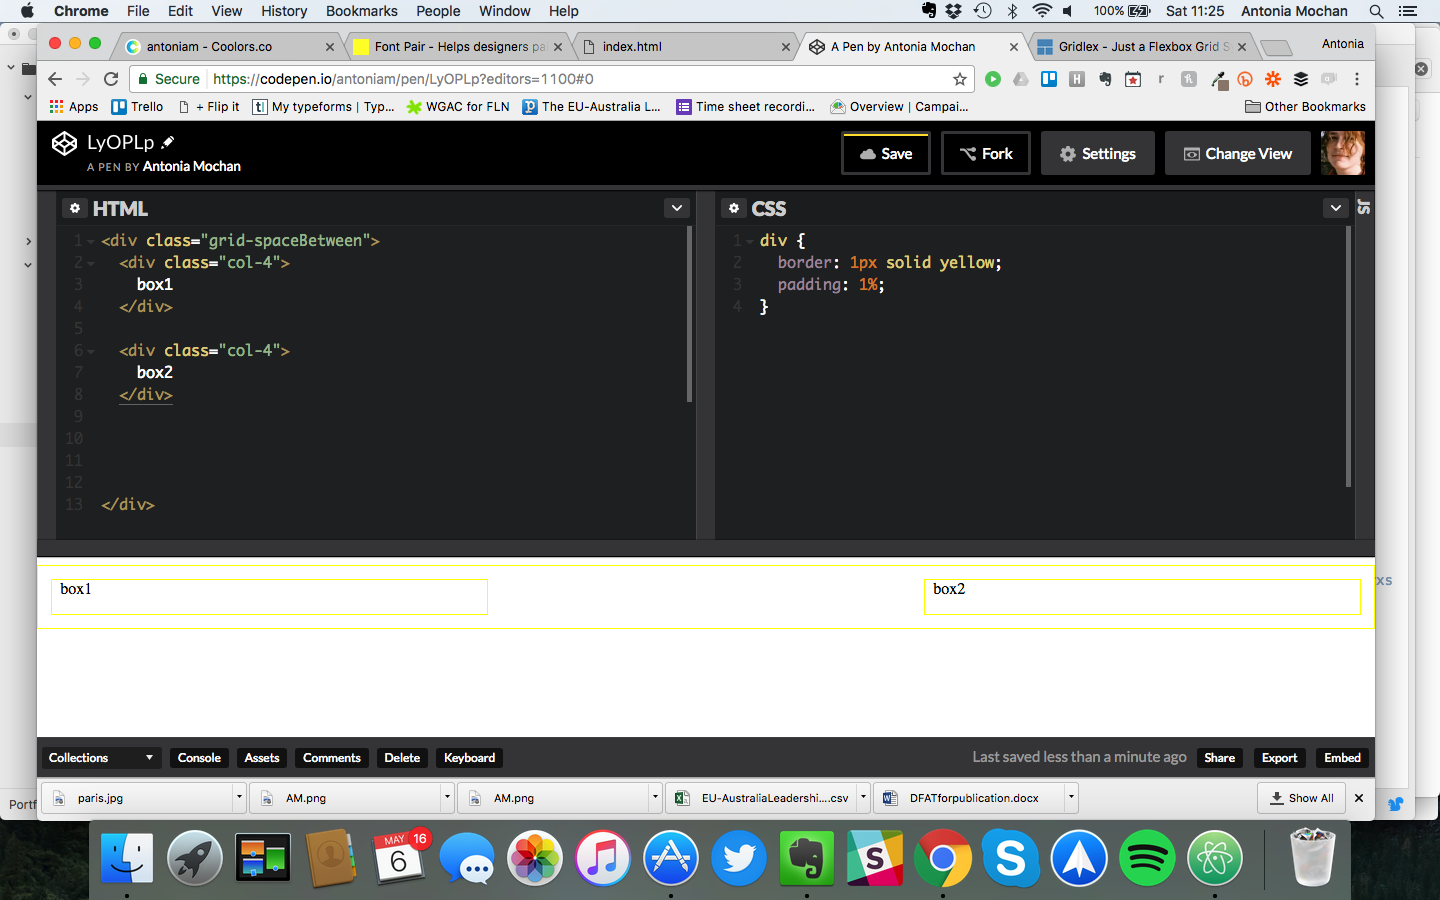 Chrome File Edit View History Bookmarks People Window Help 100% Sat 11:25 Antonia Mochan
antoniam - Coolors.co Font Pair - Helps designers pa index.html A Pen by Antonia Mochan Gridlex - Just a Flexbox Grid S Antonia
Secure https://codepen.io/antoniam/pen/LyOPLp?editors=1100#0
Apps Trello + Flip it My typeforms | Typ... WGAC for FLN The EU-Australia L... Time sheet recordi... Overview | Campai... Other Bookmarks
LyOPLp
A PEN BY Antonia Mochan
Save Fork Settings Change View
HTML
1 <div class="grid-spaceBetween">
2 <div class="col-4">
3 box1
4 </div>
5
6 <div class="col-4">
7 box2
8 </div>
9
10
11
12
13 </div>
CSS
1 div {
2 border: 1px solid yellow;
3 padding: 1%;
4 }
JS
box1 box2
xs
Collections Console Assets Comments Delete Keyboard Last saved less than a minute ago Share Export Embed
Portf
paris.jpg AM.png AM.png EU-AustraliaLeadershi....csv DFATforpublication.docx Show All
MAY 16
6